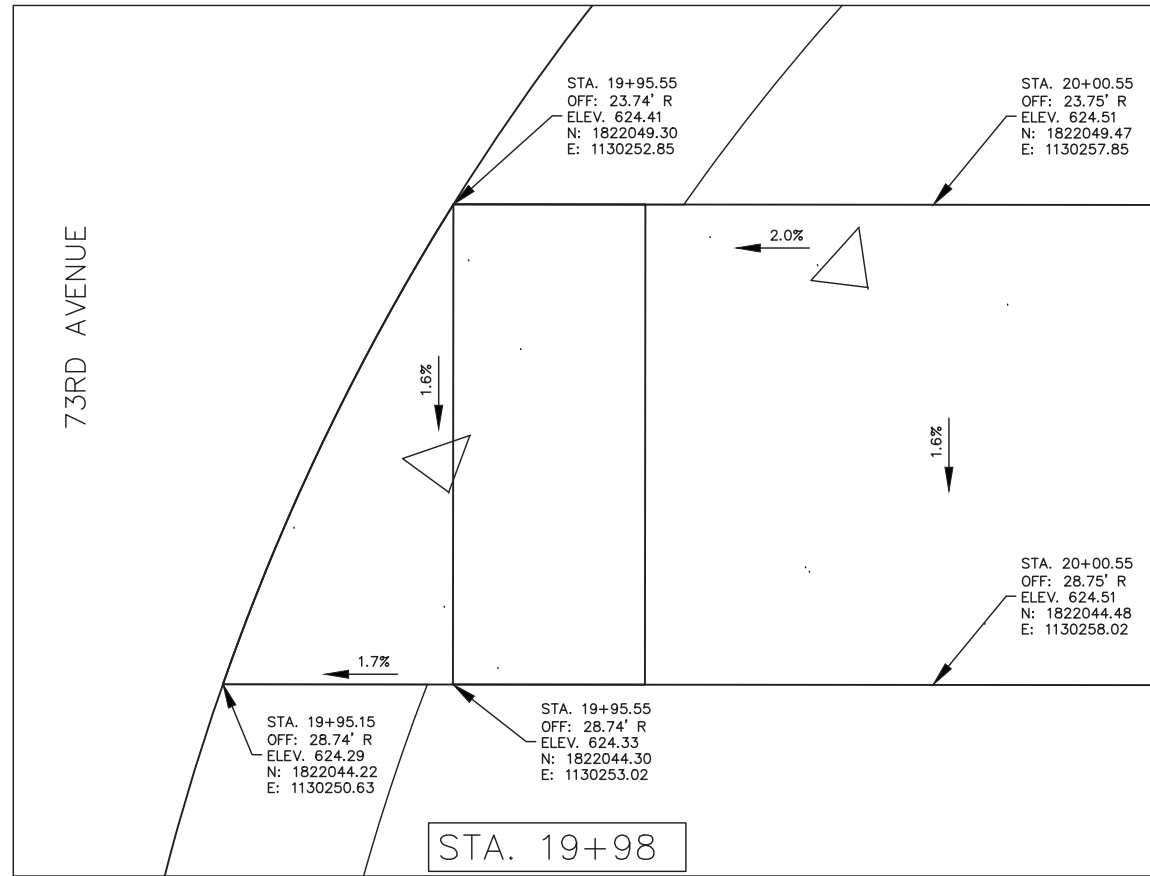 STA. 19+95.55
OFF: 23.74' R
ELEV. 624.41
N: 1822049.30
E: 1130252.85
STA. 20+00.55
OFF: 23.75' R
ELEV. 624.51
N: 1822049.47
E: 1130257.85
73RD AVENUE
2.0%
1.6%
1.6%
STA. 20+00.55
OFF: 28.75' R
ELEV. 624.51
N: 1822044.48
E: 1130258.02
1.7%
STA. 19+95.15
OFF: 28.74' R
ELEV. 624.29
N: 1822044.22
E: 1130250.63
STA. 19+95.55
OFF: 28.74' R
ELEV. 624.33
N: 1822044.30
E: 1130253.02
STA. 19+98